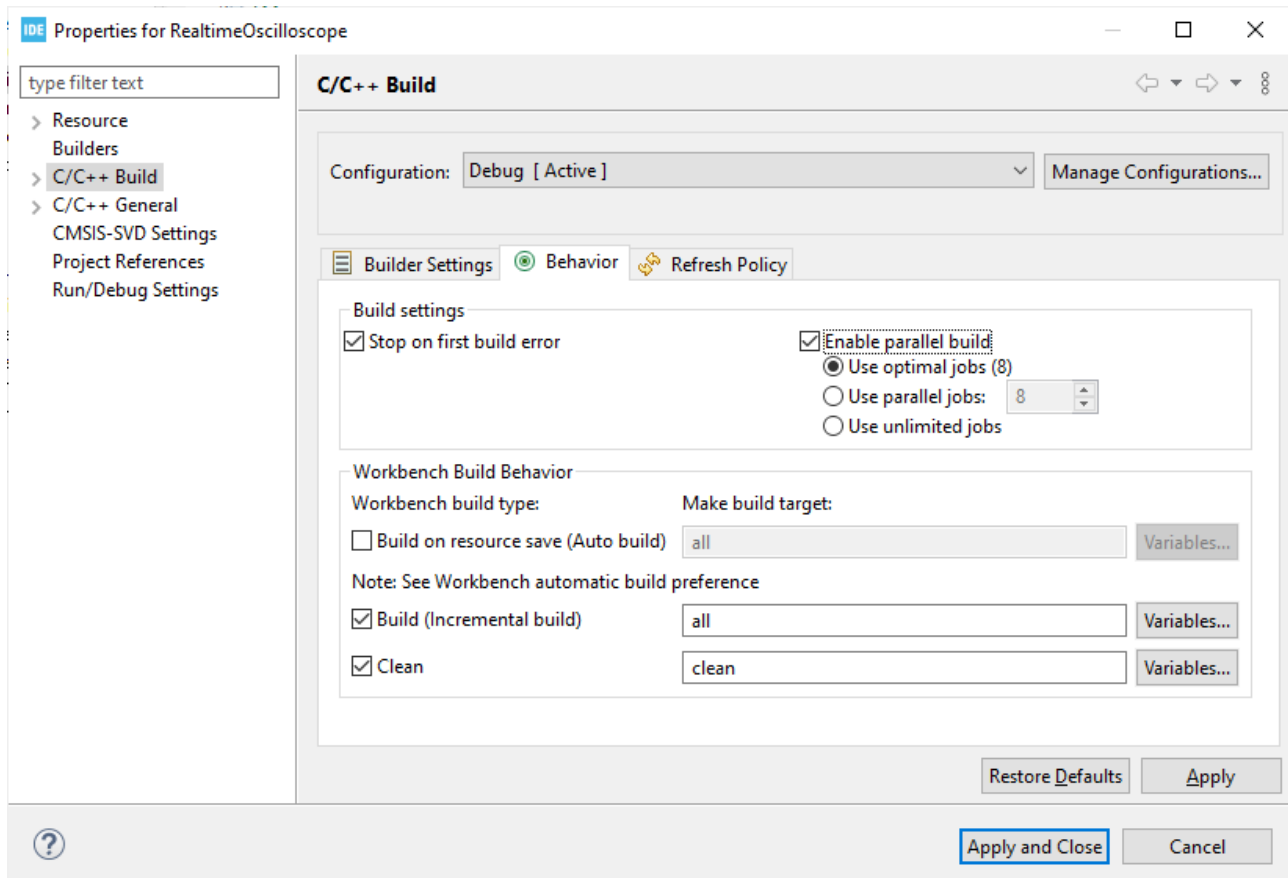 IDE Properties for RealtimeOscilloscope
type filter text
Resource
Builders
C/C++ Build
C/C++ General
CMSIS-SVD Settings
Project References
Run/Debug Settings
C/C++ Build
Configuration: Debug [ Active ] Manage Configurations...
Builder Settings Behavior Refresh Policy
Build settings
Stop on first build error Enable parallel build
Use optimal jobs (8)
Use parallel jobs: 8
Use unlimited jobs
Workbench Build Behavior
Workbench build type: Make build target:
Build on resource save (Auto build) all Variables...
Note: See Workbench automatic build preference
Build (Incremental build) all Variables...
Clean clean Variables...
Restore Defaults Apply
? Apply and Close Cancel